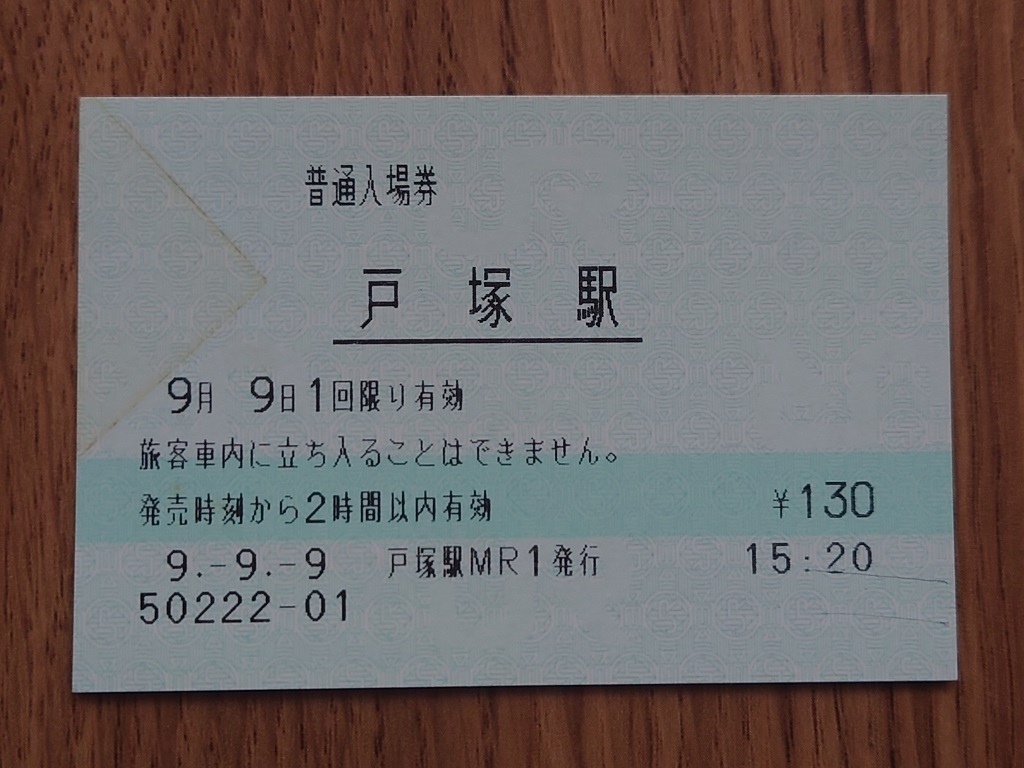 普通入場券
戸塚駅
9月 9日1回限り有効
旅客車内に立ち入ることはできません。
発売時刻から2時間以内有効 ¥130
9.-9.-9 戸塚駅MR1発行 15:20
50222-01